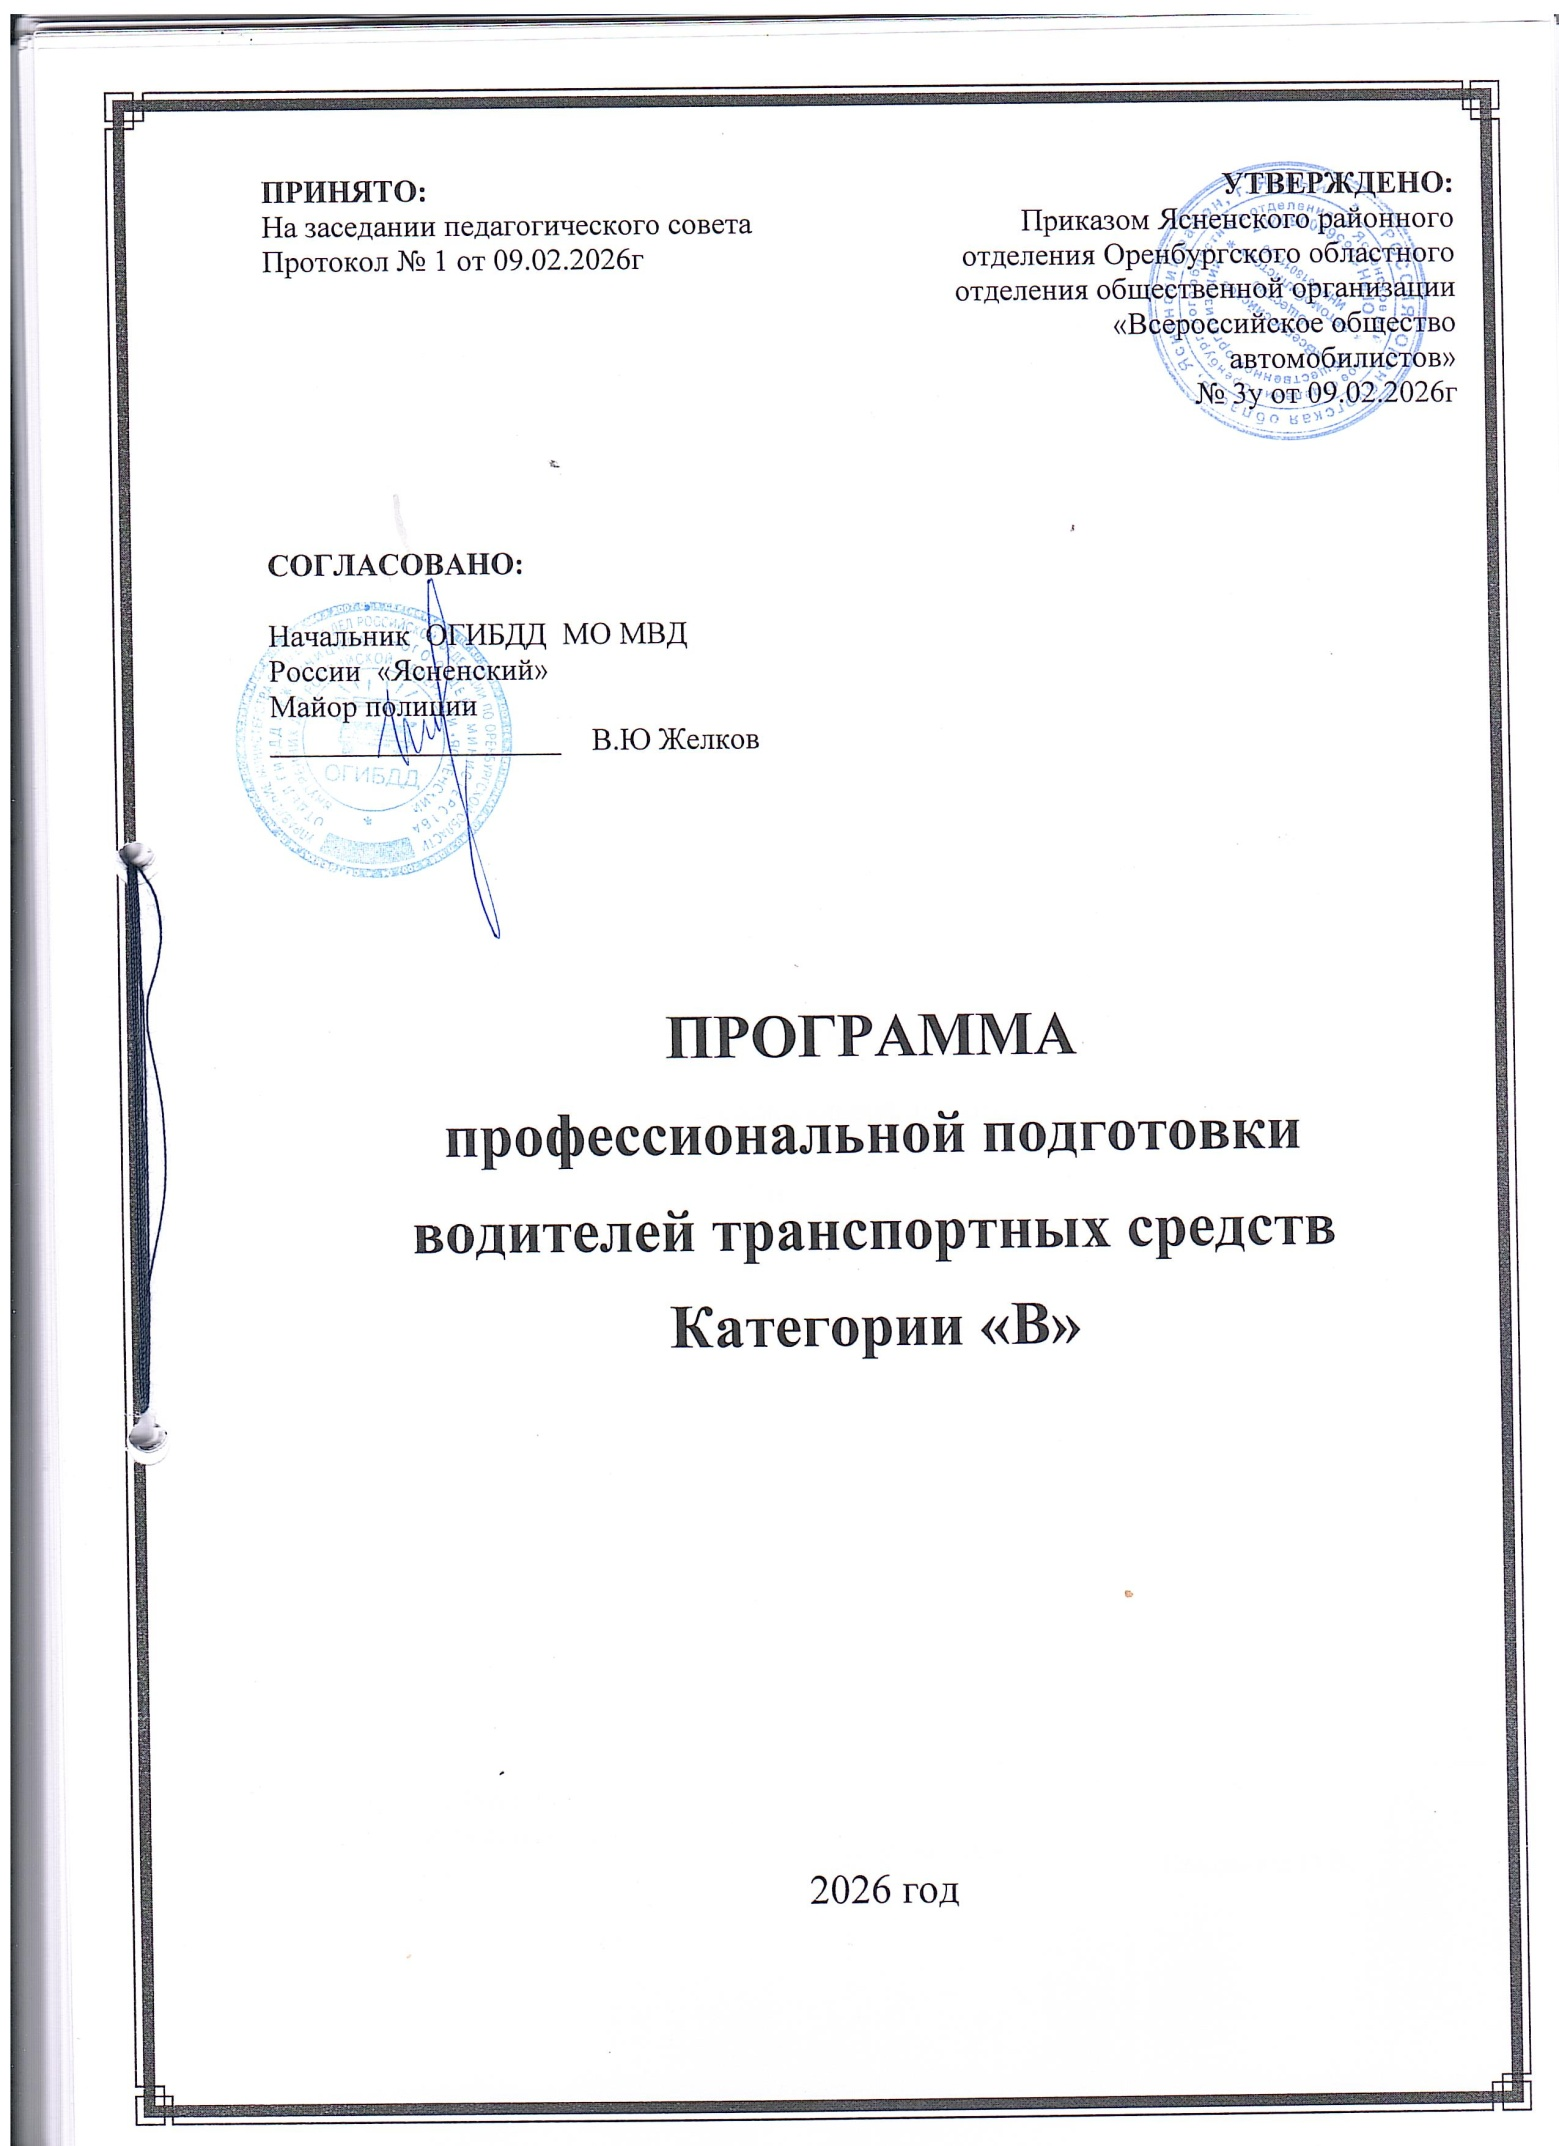 ПРИНЯТО:
На заседании педагогического совета
Протокол № 1 от 09.02.2026г
УТВЕРЖДЕНО:
Приказом Ясненского районного
отделения Оренбургского областного
отделения общественной организации
«Всероссийское общество
автомобилистов»
№ 3у от 09.02.2026г
СОГЛАСОВАНО:
Начальник ОГИБДД МО МВД
России «Ясненский»
Майор полиции
В.Ю Желков
ОГИБДД
ПРОГРАММА
профессиональной подготовки
водителей транспортных средств
Категории «В»
2026 год